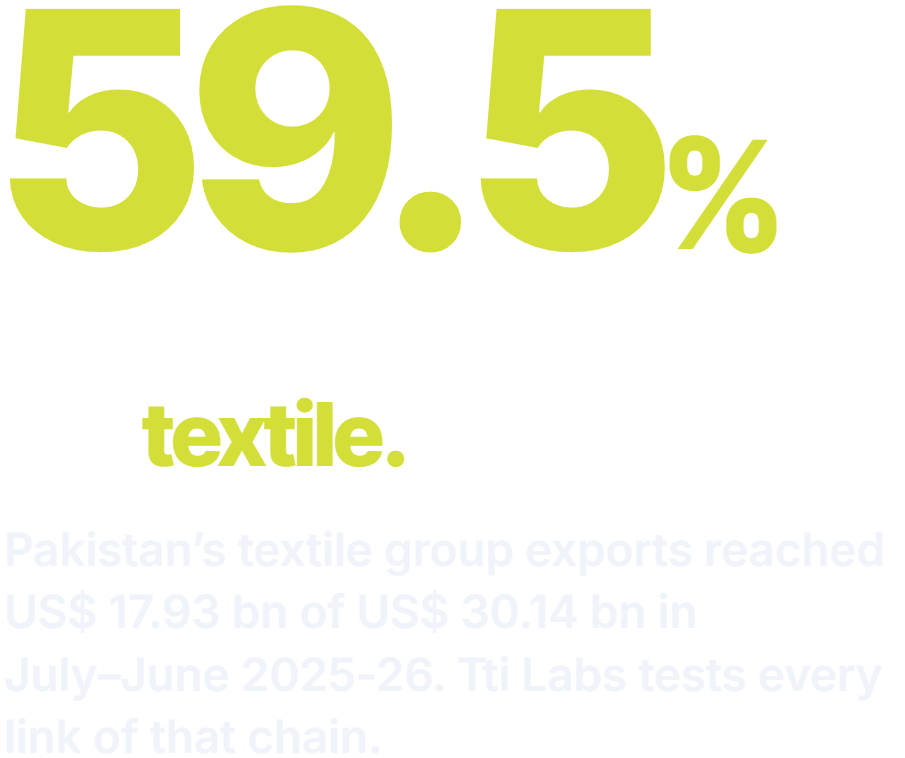 59.5%
textile.
Pakistan’s textile group exports reached
US$ 17.93 bn of US$ 30.14 bn in
July–June 2025-26. Tti Labs tests every
link of that chain.